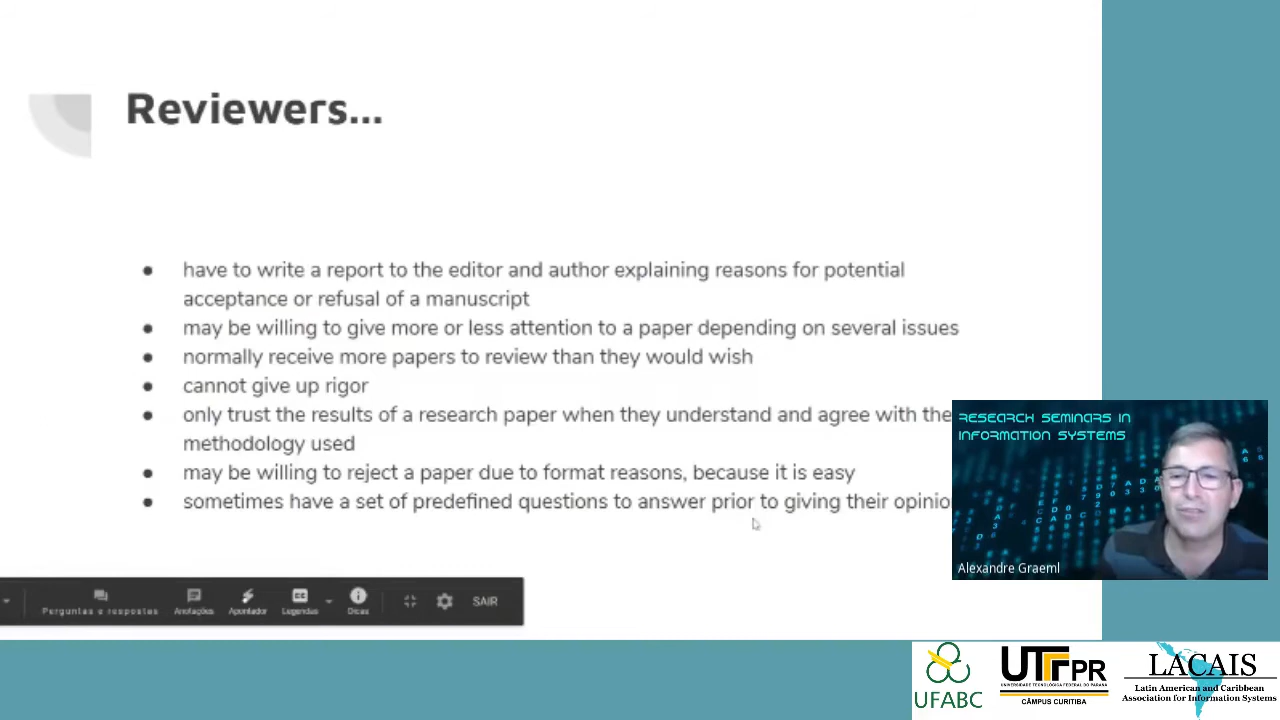 Reviewers...
● have to write a report to the editor and author explaining reasons for potential
acceptance or refusal of a manuscript
● may be willing to give more or less attention to a paper depending on several issues
● normally receive more papers to review than they would wish
● cannot give up rigor
● only trust the results of a research paper when they understand and agree with the
methodology used
● may be willing to reject a paper due to format reasons, because it is easy
● sometimes have a set of predefined questions to answer prior to giving their opinio
RESEARCH SEMINARS IN
INFORMATION SYSTEMS
Alexandre Graeml
Perguntas e respostas Anotações Apontador Legendas Dicas SAIR
UFABC
UTFPR
UNIVERSIDADE TECNOLÓGICA FEDERAL DO PARANÁ
CÂMPUS CURITIBA
LACAIS
Latin American and Caribbean
Association for Information Systems